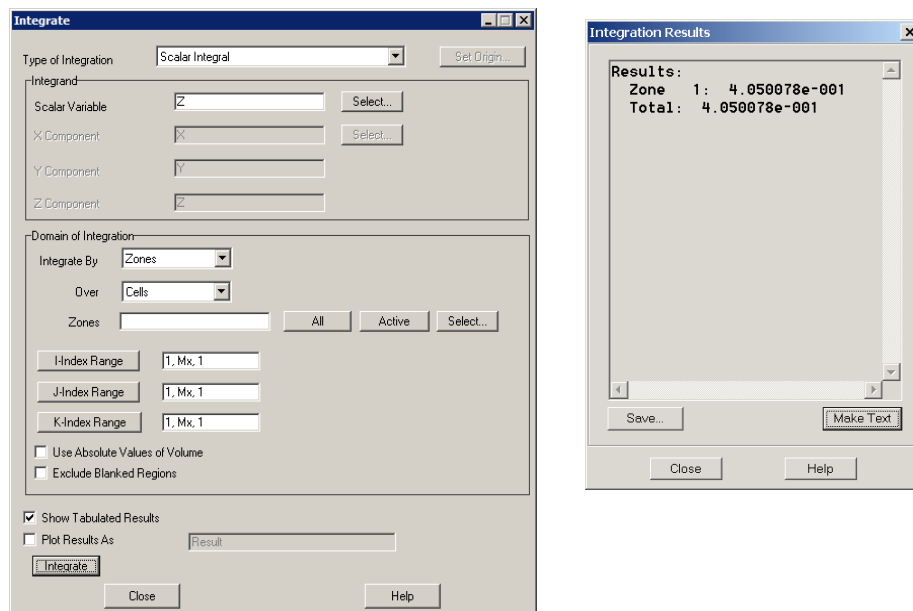 Integrate
Type of Integration Scalar Integral Set Origin...
Integrand
Scalar Variable Z Select...
X Component X Select...
Y Component Y
Z Component Z
Domain of Integration
Integrate By Zones
Over Cells
Zones All Active Select...
I-Index Range 1, Mx, 1
J-Index Range 1, Mx, 1
K-Index Range 1, Mx, 1
Use Absolute Values of Volume
Exclude Blanked Regions
Show Tabulated Results
Plot Results As Result
Integrate
Close Help
Integration Results
Results:
Zone 1: 4.050078e-001
Total: 4.050078e-001
Save... Make Text
Close Help